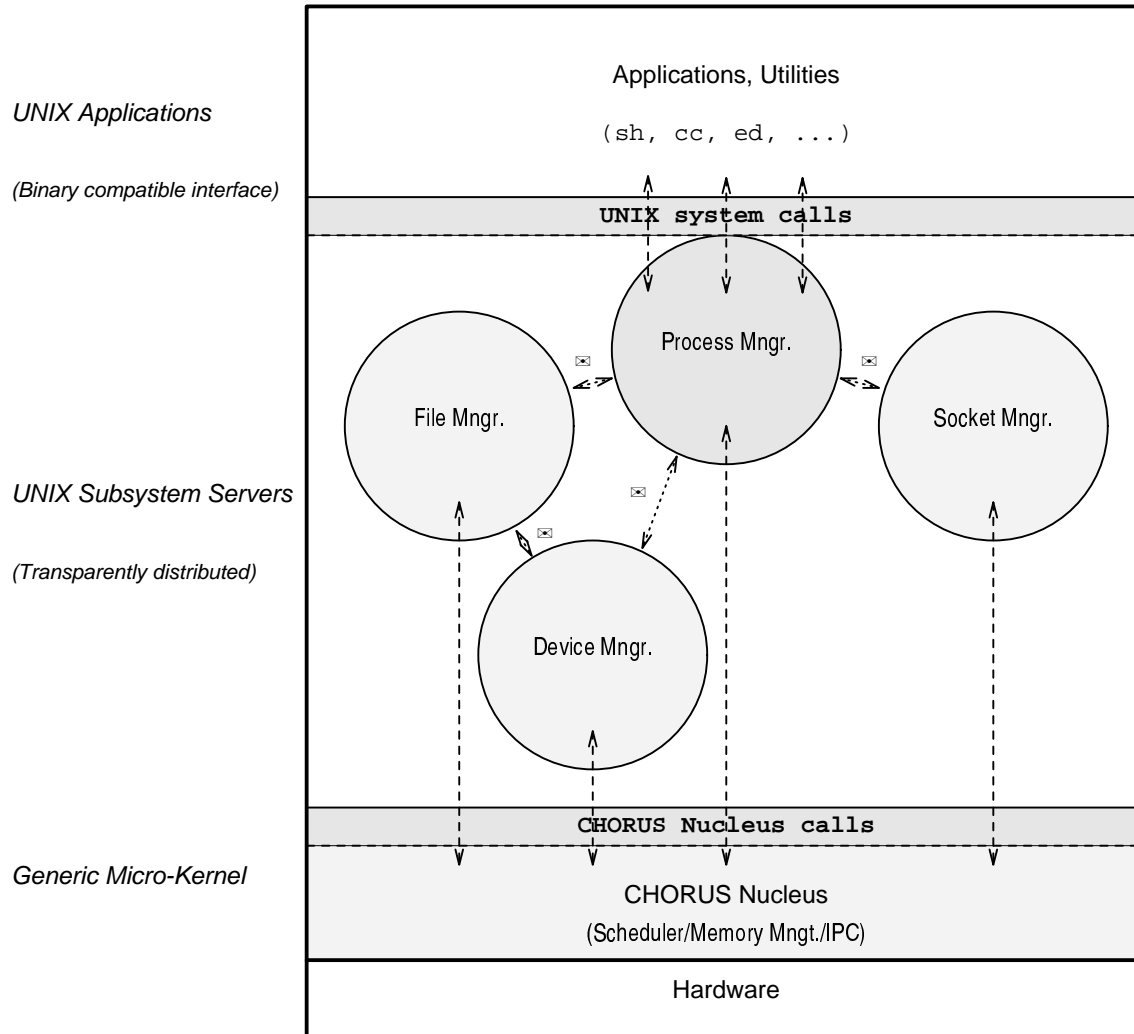 Applications, Utilities
UNIX Applications
(sh, cc, ed, ...)
(Binary compatible interface)
UNIX system calls
Process Mngr.
File Mngr.
Socket Mngr.
UNIX Subsystem Servers
(Transparently distributed)
Device Mngr.
CHORUS Nucleus calls
Generic Micro-Kernel
CHORUS Nucleus
(Scheduler/Memory Mngt./IPC)
Hardware